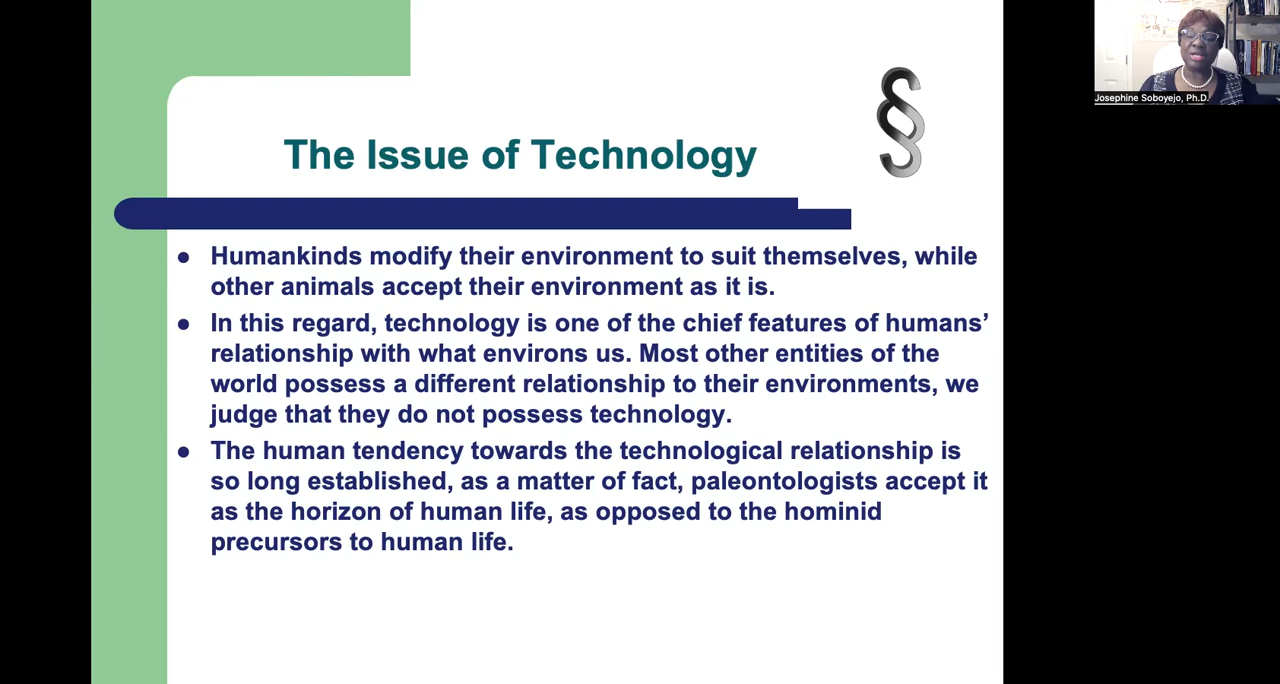 Josephine Soboyejo, Ph.D.
§
The Issue of Technology
● Humankinds modify their environment to suit themselves, while
other animals accept their environment as it is.
● In this regard, technology is one of the chief features of humans’
relationship with what environs us. Most other entities of the
world possess a different relationship to their environments, we
judge that they do not possess technology.
● The human tendency towards the technological relationship is
so long established, as a matter of fact, paleontologists accept it
as the horizon of human life, as opposed to the hominid
precursors to human life.